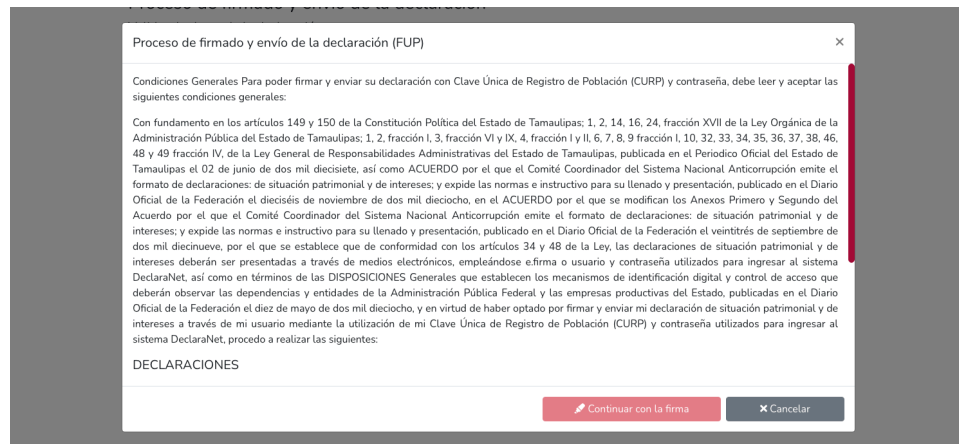 Proceso de firmado y envío de la declaración
Proceso de firmado y envío de la declaración (FUP)
×
Condiciones Generales Para poder firmar y enviar su declaración con Clave Única de Registro de Población (CURP) y contraseña, debe leer y aceptar las
siguientes condiciones generales:
Con fundamento en los artículos 149 y 150 de la Constitución Política del Estado de Tamaulipas; 1, 2, 14, 16, 24, fracción XVII de la Ley Orgánica de la
Administración Pública del Estado de Tamaulipas; 1, 2, fracción I, 3, fracción VI y IX, 4, fracción I y II, 6, 7, 8, 9 fracción I, 10, 32, 33, 34, 35, 36, 37, 38, 46,
48 y 49 fracción IV, de la Ley General de Responsabilidades Administrativas del Estado de Tamaulipas, publicada en el Periodico Oficial del Estado de
Tamaulipas el 02 de junio de dos mil diecisiete, así como ACUERDO por el que el Comité Coordinador del Sistema Nacional Anticorrupción emite el
formato de declaraciones: de situación patrimonial y de intereses; y expide las normas e instructivo para su llenado y presentación, publicado en el Diario
Oficial de la Federación el dieciséis de noviembre de dos mil dieciocho, en el ACUERDO por el que se modifican los Anexos Primero y Segundo del
Acuerdo por el que el Comité Coordinador del Sistema Nacional Anticorrupción emite el formato de declaraciones: de situación patrimonial y de
intereses; y expide las normas e instructivo para su llenado y presentación, publicado en el Diario Oficial de la Federación el veintitrés de septiembre de
dos mil diecinueve, por el que se establece que de conformidad con los artículos 34 y 48 de la Ley, las declaraciones de situación patrimonial y de
intereses deberán ser presentadas a través de medios electrónicos, empleándose e.firma o usuario y contraseña utilizados para ingresar al sistema
DeclaraNet, así como en términos de las DISPOSICIONES Generales que establecen los mecanismos de identificación digital y control de acceso que
deberán observar las dependencias y entidades de la Administración Pública Federal y las empresas productivas del Estado, publicadas en el Diario
Oficial de la Federación el diez de mayo de dos mil dieciocho, y en virtud de haber optado por firmar y enviar mi declaración de situación patrimonial y de
intereses a través de mi usuario mediante la utilización de mi Clave Única de Registro de Población (CURP) y contraseña utilizados para ingresar al
sistema DeclaraNet, procedo a realizar las siguientes:
DECLARACIONES
Continuar con la firma
Cancelar